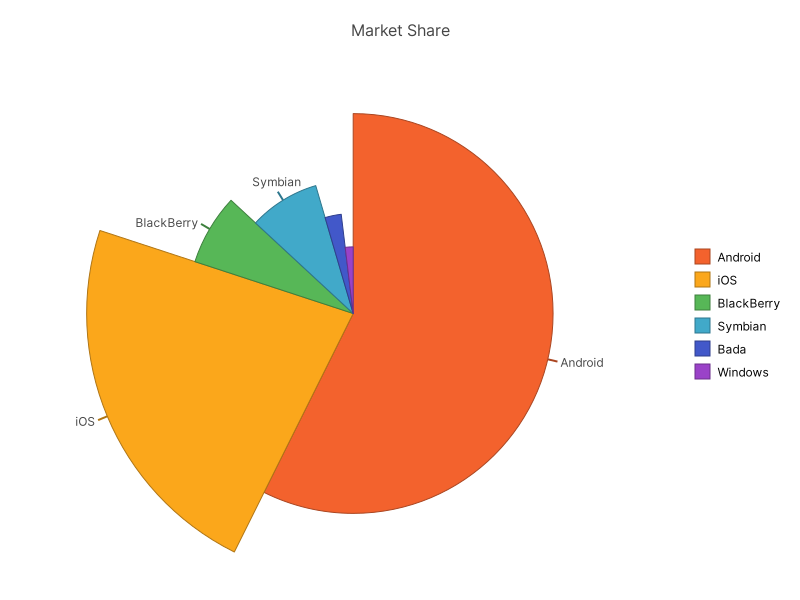 Market Share
Symbian
BlackBerry
iOS
Android
Android
iOS
BlackBerry
Symbian
Bada
Windows